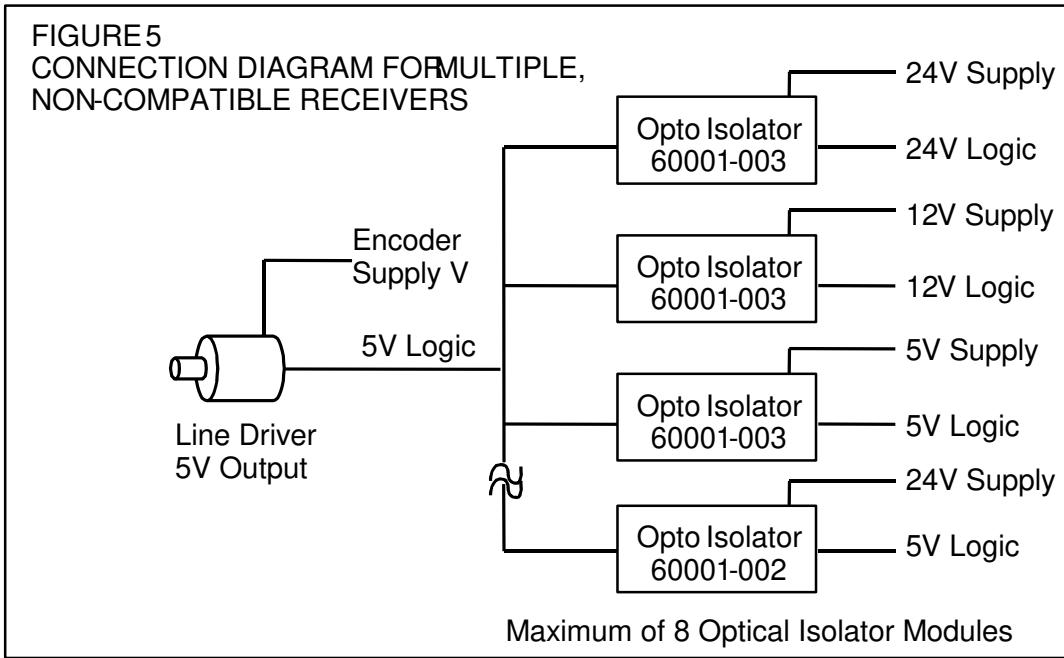 FIGURE 5
CONNECTION DIAGRAM FOR MULTIPLE,
NON-COMPATIBLE RECEIVERS
Encoder
Supply V
5V Logic
Line Driver
5V Output
Opto Isolator
60001-003
24V Supply
24V Logic
Opto Isolator
60001-003
12V Supply
12V Logic
Opto Isolator
60001-003
5V Supply
5V Logic
Opto Isolator
60001-002
24V Supply
5V Logic
Maximum of 8 Optical Isolator Modules